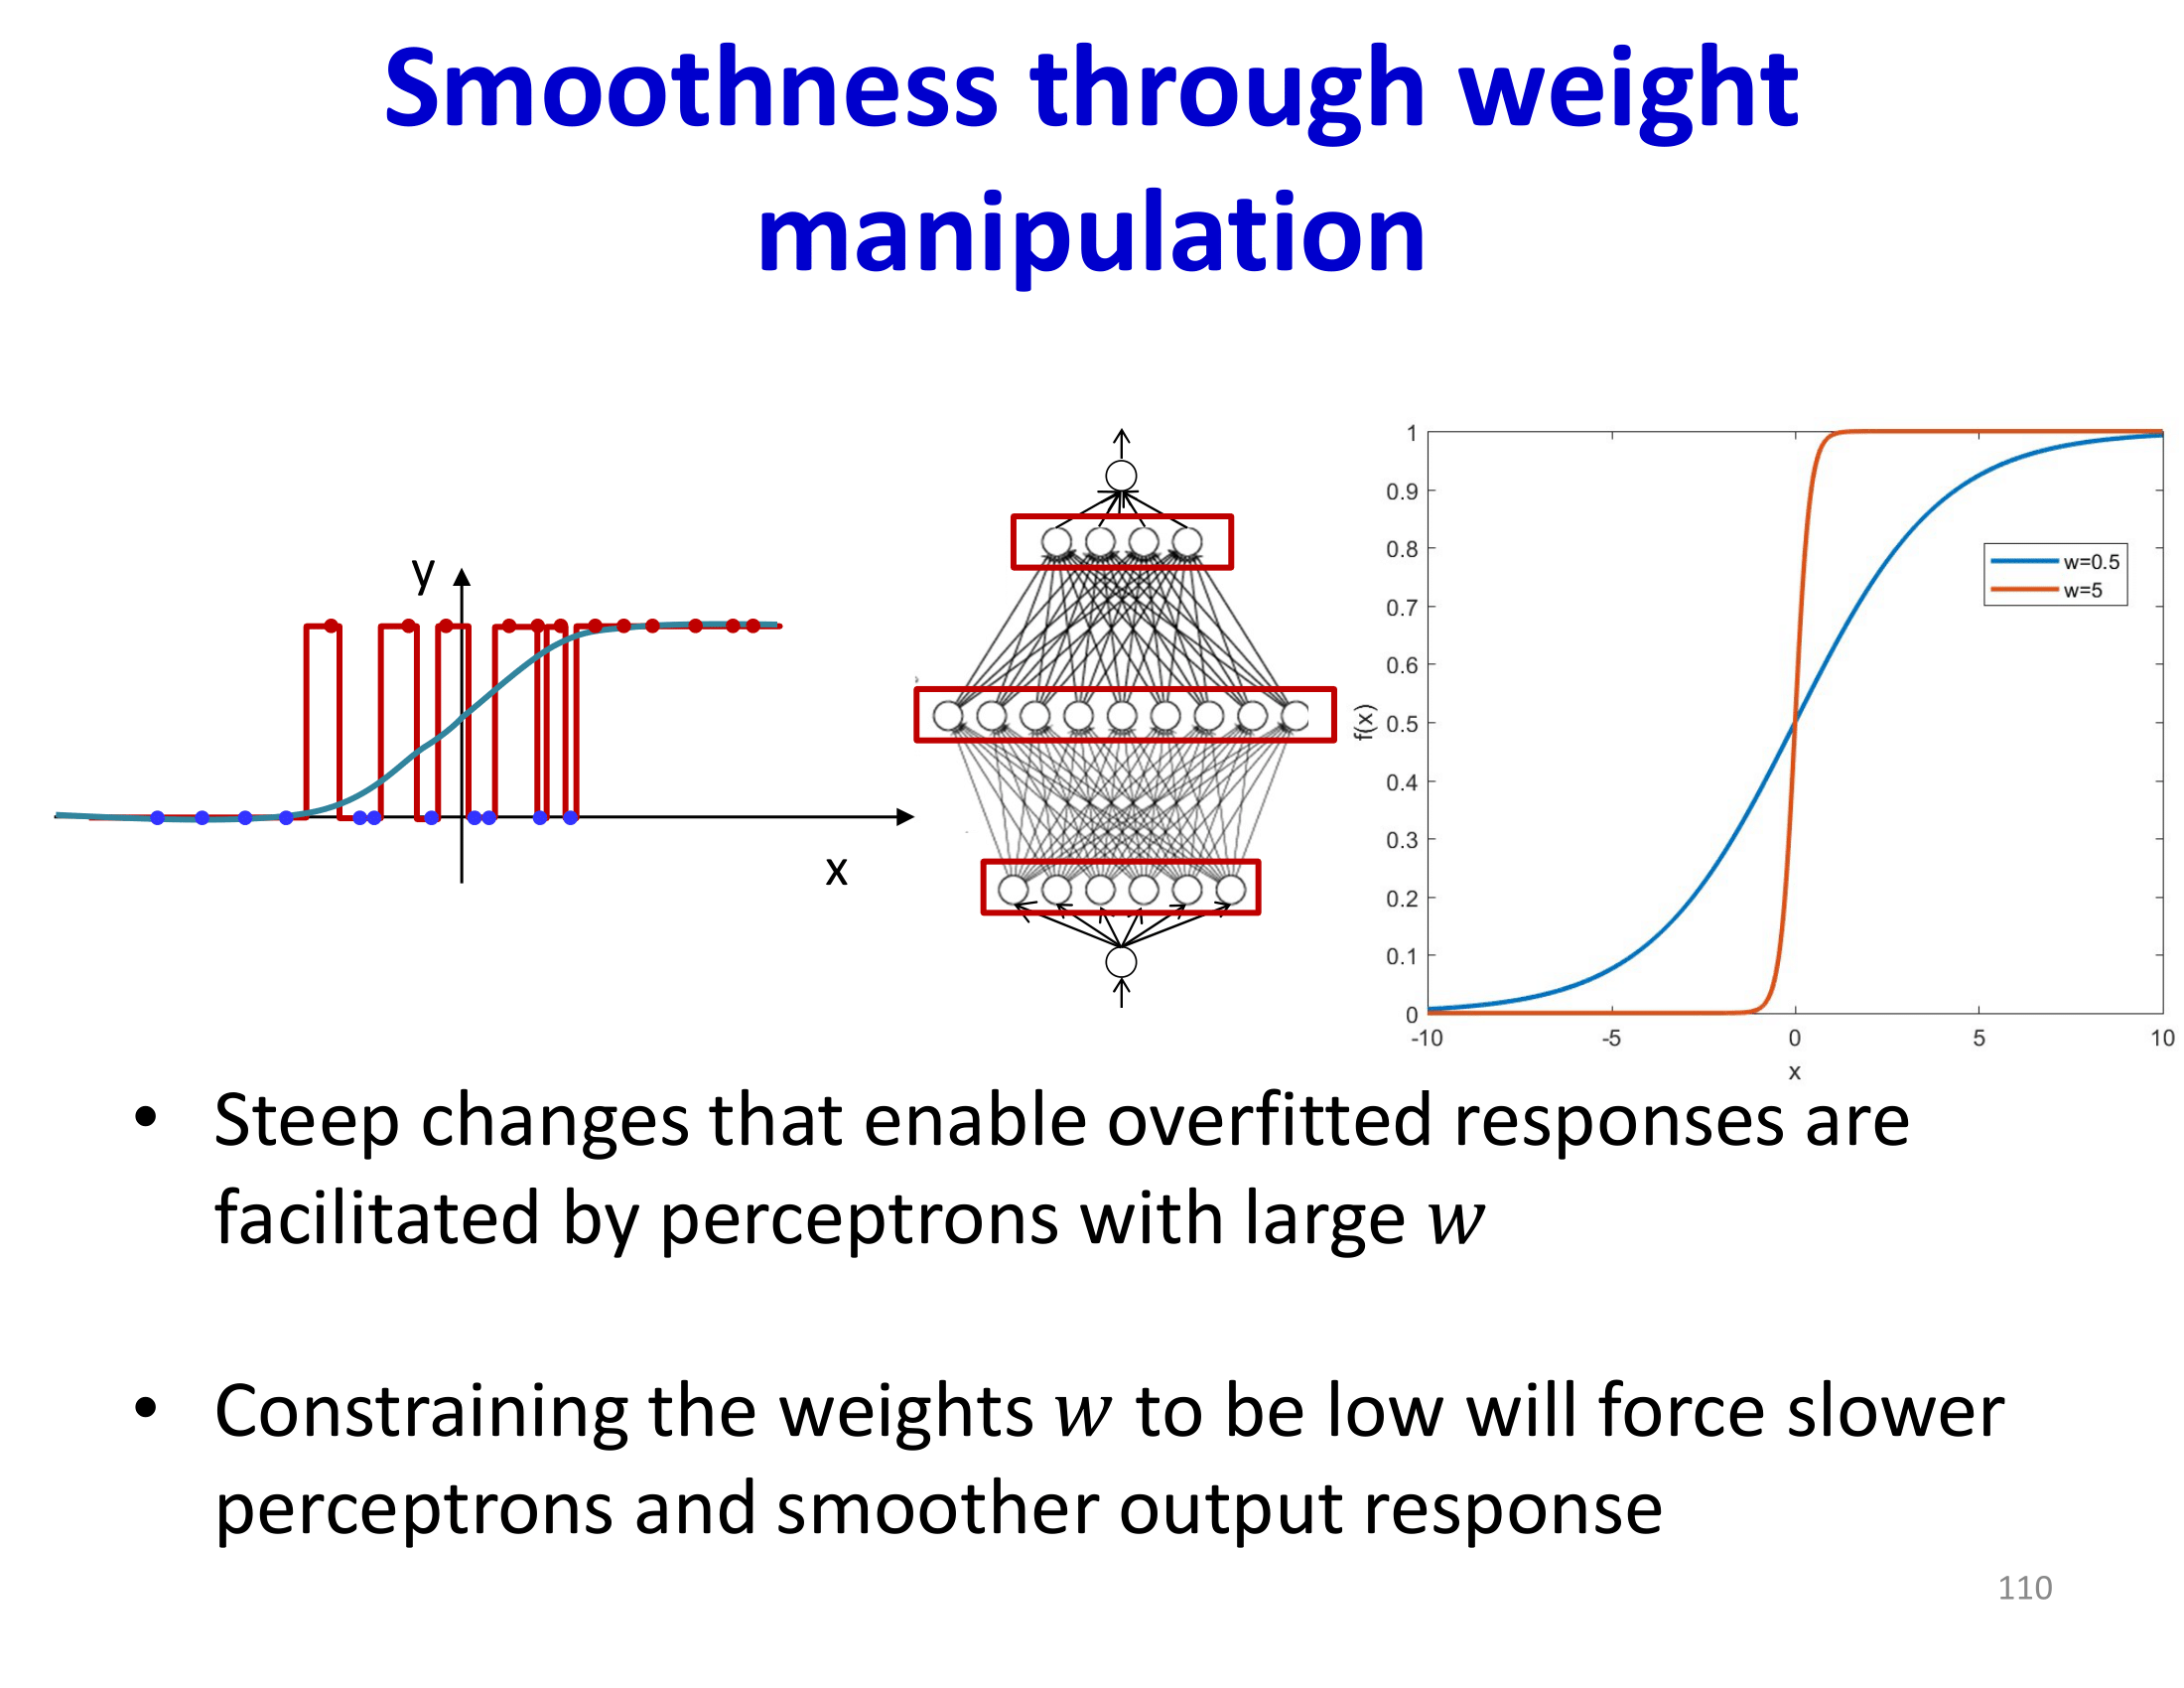 Smoothness through weight
manipulation
y
x
1
0.9
0.8
0.7
0.6
0.5
0.4
0.3
0.2
0.1
0
f(x)
w=0.5
w=5
-10 -5 0 5 10
x
• Steep changes that enable overfitted responses are
facilitated by perceptrons with large w
• Constraining the weights w to be low will force slower
perceptrons and smoother output response
110